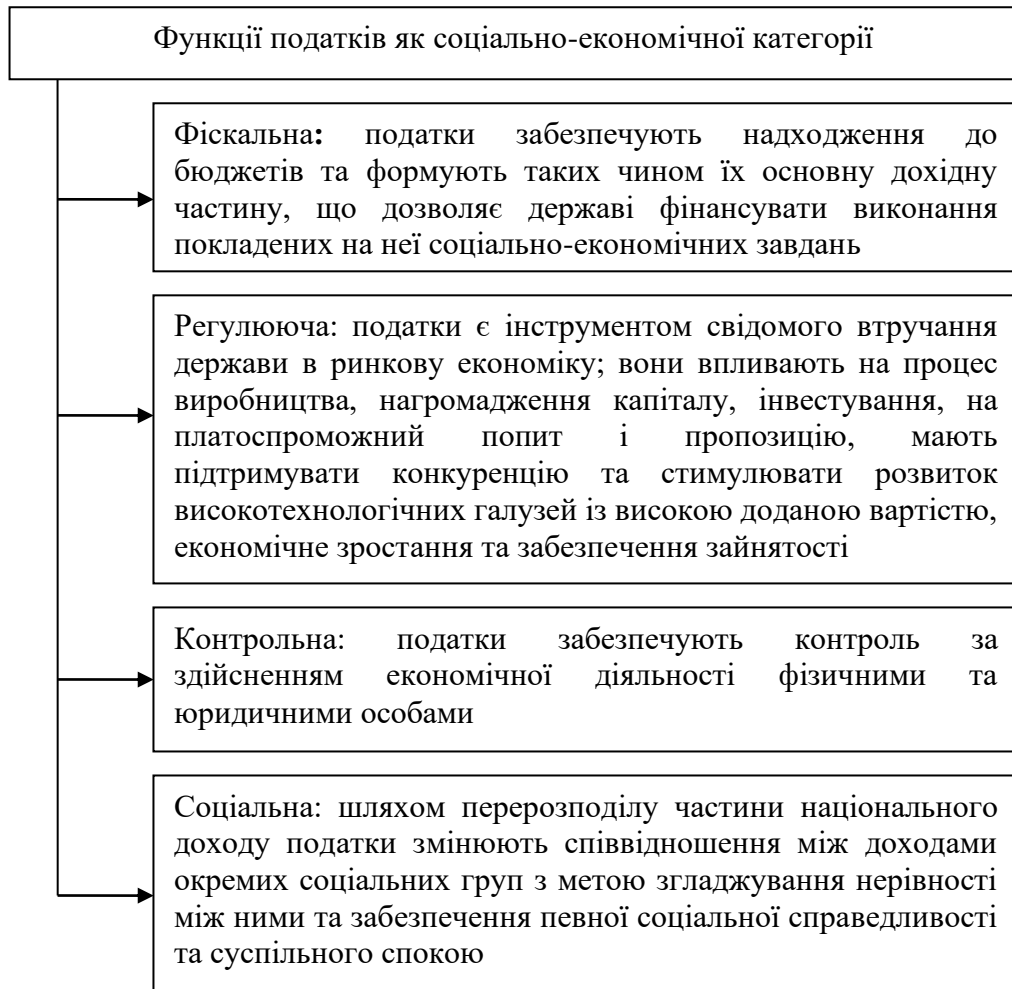 Функції податків як соціально-економічної категорії
Фіскальна: податки забезпечують надходження до
бюджетів та формують таких чином їх основну дохідну
частину, що дозволяє державі фінансувати виконання
покладених на неї соціально-економічних завдань
Регулююча: податки є інструментом свідомого втручання
держави в ринкову економіку; вони впливають на процес
виробництва, нагромадження капіталу, інвестування, на
платоспроможний попит і пропозицію, мають
підтримувати конкуренцію та стимулювати розвиток
високотехнологічних галузей із високою доданою вартістю,
економічне зростання та забезпечення зайнятості
Контрольна: податки забезпечують контроль за
здійсненням економічної діяльності фізичними та
юридичними особами
Соціальна: шляхом перерозподілу частини національного
доходу податки змінюють співвідношення між доходами
окремих соціальних груп з метою згладжування нерівності
між ними та забезпечення певної соціальної справедливості
та суспільного спокою